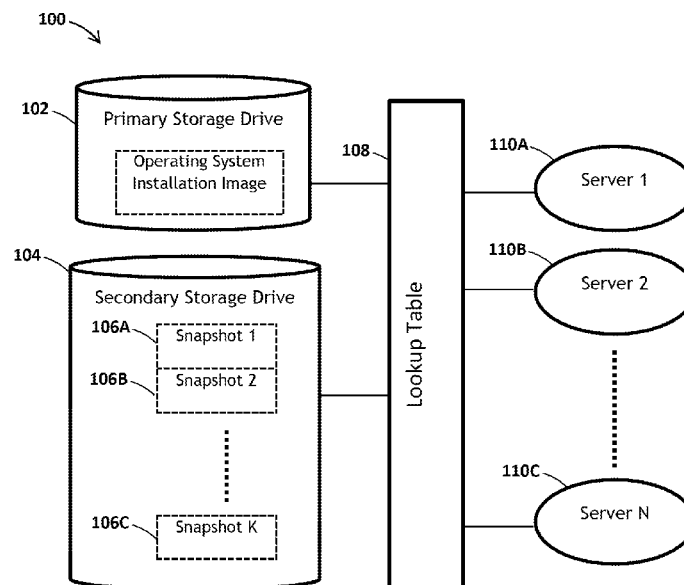 100
102
Primary Storage Drive
Operating System
Installation Image
104
Secondary Storage Drive
106A
Snapshot 1
106B
Snapshot 2
106C
Snapshot K
108
Lookup Table
110A
Server 1
110B
Server 2
110C
Server N